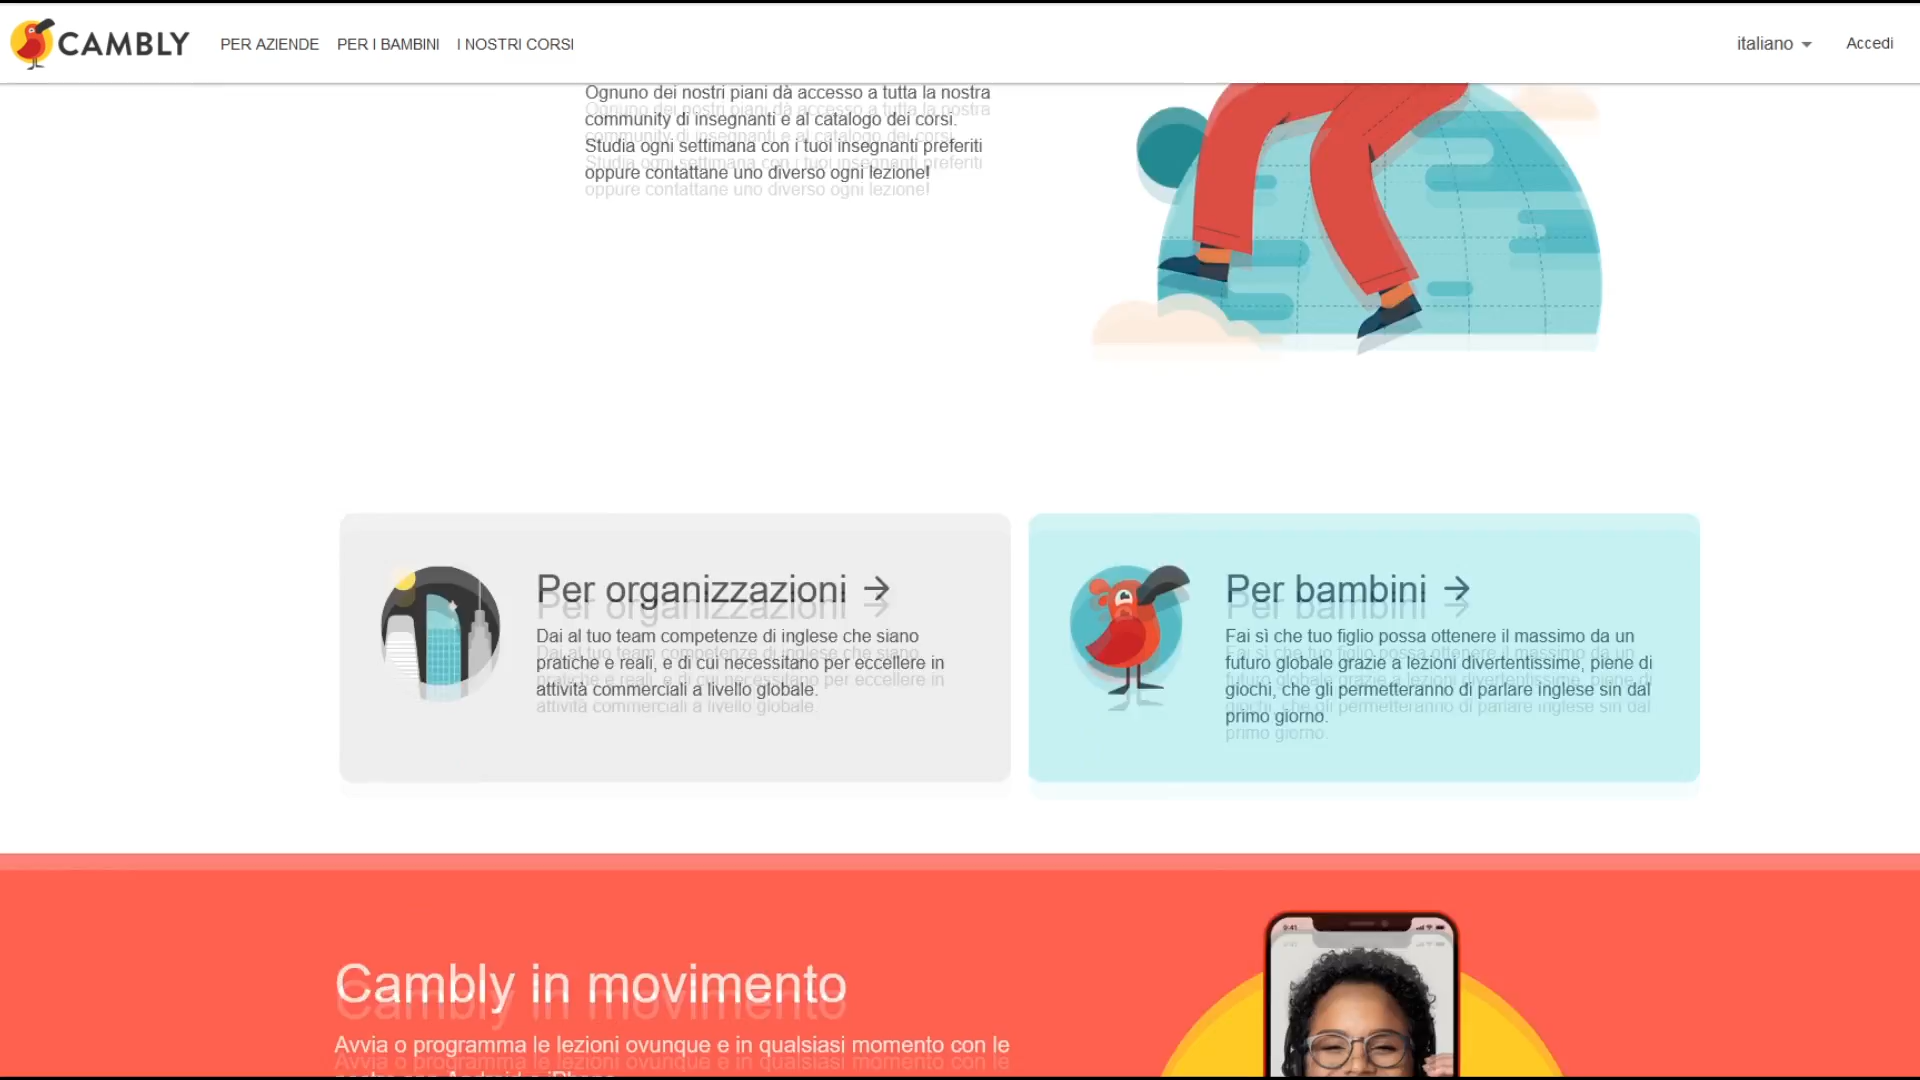 CAMBLY
PER AZIENDE PER I BAMBINI I NOSTRI CORSI
italiano Accedi
Ognuno dei nostri piani dà accesso a tutta la nostra
community di insegnanti e al catalogo dei corsi.
Studia ogni settimana con i tuoi insegnanti preferiti
oppure contattane uno diverso ogni lezione!
Per organizzazioni →
Dai al tuo team competenze di inglese che siano
pratiche e reali, e di cui necessitano per eccellere in
attività commerciali a livello globale.
Per bambini →
Fai sì che tuo figlio possa ottenere il massimo da un
futuro globale grazie a lezioni divertentissime, piene di
giochi, che gli permetteranno di parlare inglese sin dal
primo giorno.
9:41
Cambly in movimento
Avvia o programma le lezioni ovunque e in qualsiasi momento con le